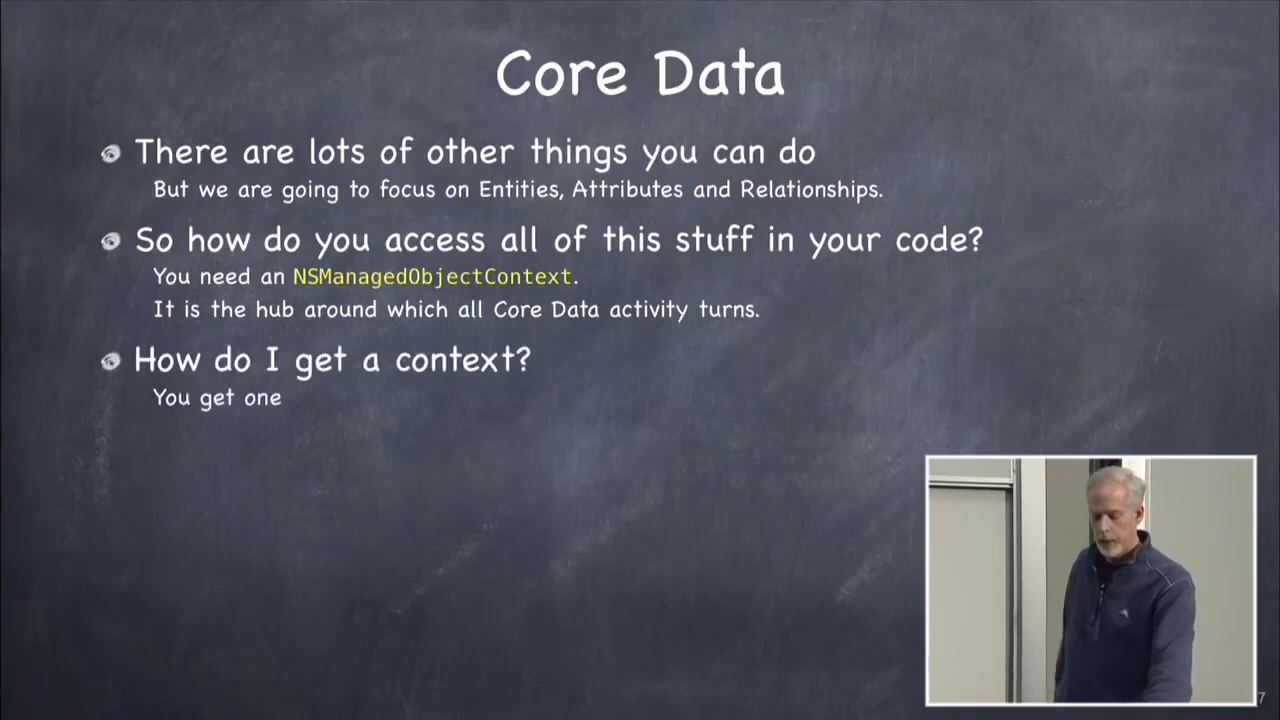 Core Data
There are lots of other things you can do
But we are going to focus on Entities, Attributes and Relationships.
So how do you access all of this stuff in your code?
You need an NSManagedObjectContext.
It is the hub around which all Core Data activity turns.
How do I get a context?
You get one
7